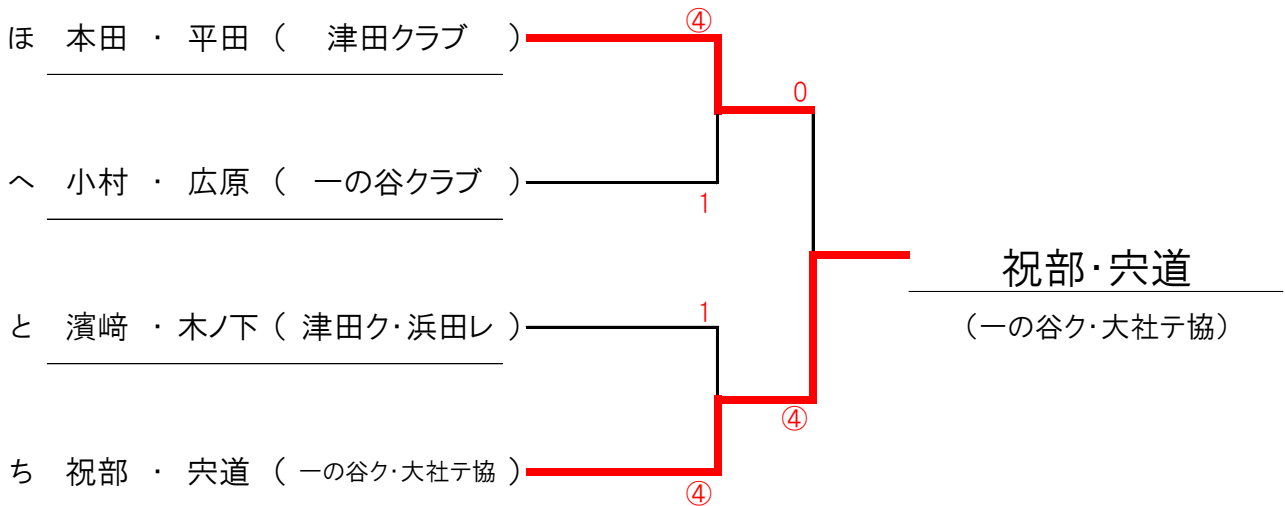 ④
ほ 本田 ・ 平田 ( 津田クラブ )
0
へ 小村 ・ 広原 ( 一の谷クラブ )
1
祝部・宍道
(一の谷ク・大社テ協)
1
と 濱﨑 ・ 木ノ下 ( 津田ク・浜田レ )
④
ち 祝部 ・ 宍道 ( 一の谷ク・大社テ協 )
④